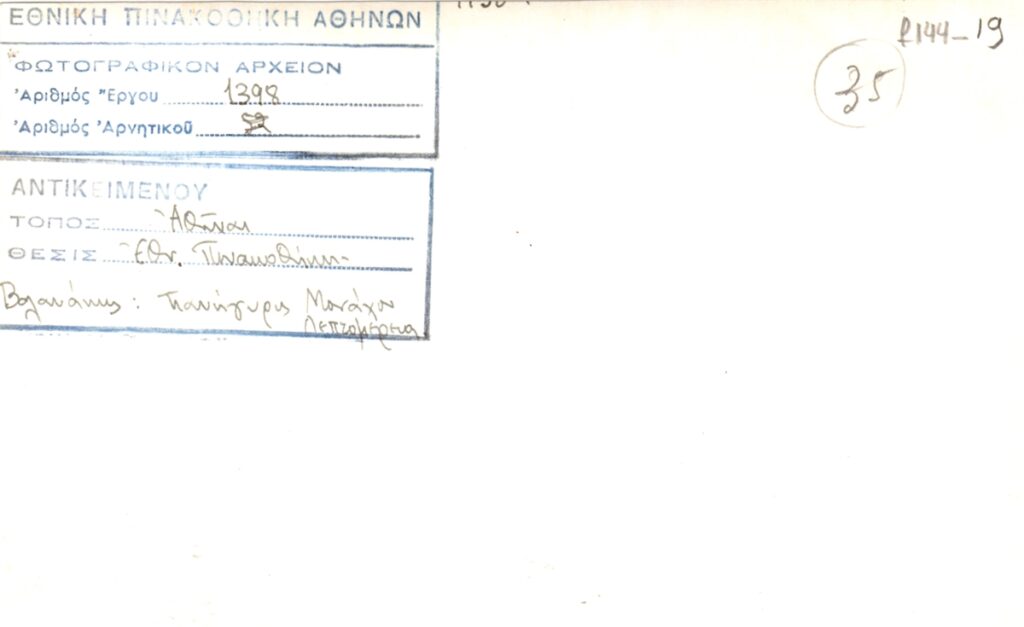 ΕΘΝΙΚΗ ΠΙΝΑΚΟΘΗΚΗ ΑΘΗΝΩΝ
ΦΩΤΟΓΡΑΦΙΚΟΝ ΑΡΧΕΙΟΝ
Ἀριθμός Ἔργου 1398
Ἀριθμός Ἀρνητικοῦ
ΑΝΤΙΚΕΙΜΕΝΟΥ
ΤΟΠΟΣ Ἀθῆναι
ΘΕΣΙΣ Ἐθν. Πινακοθήκη
Βολανάκης: Πανήγυρις Μονάχου
Λεπτομέρεια
35
P144-19